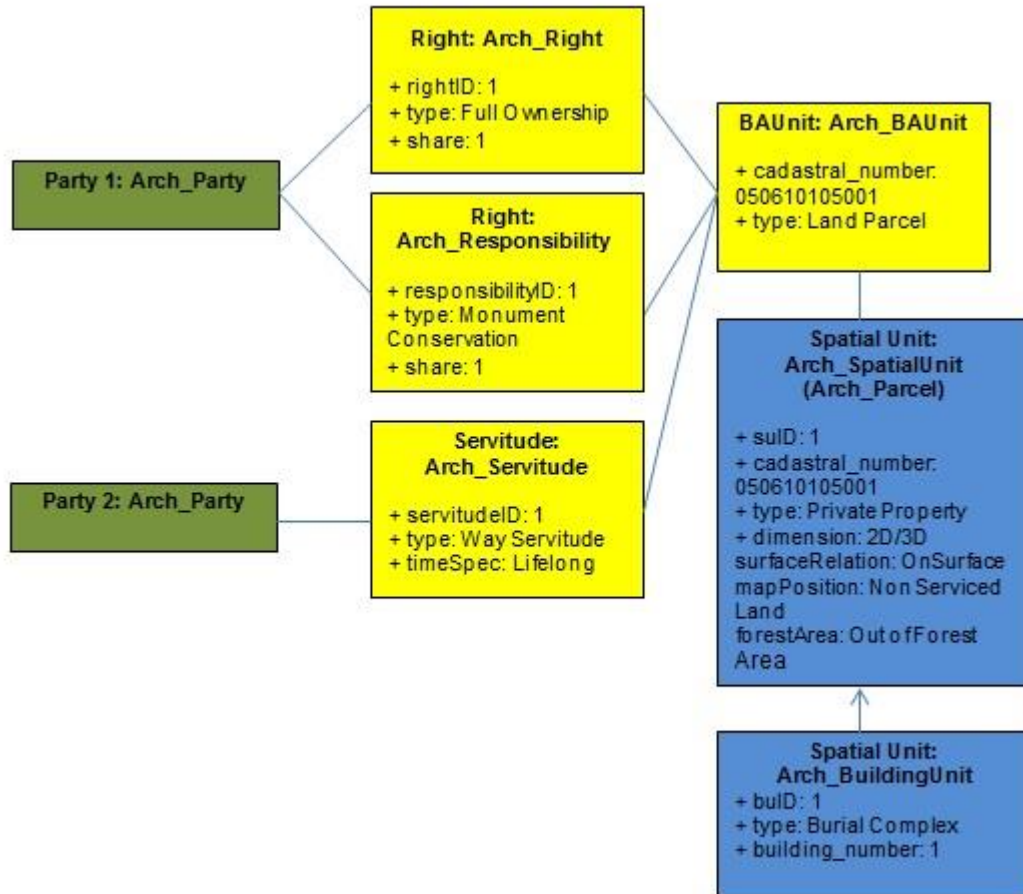 Party 1: Arch_Party
Party 2: Arch_Party
Right: Arch_Right
+ rightID: 1
+ type: Full Ownership
+ share: 1
Right:
Arch_Responsibility
+ responsibilityID: 1
+ type: Monument
Conservation
+ share: 1
Servitude:
Arch_Servitude
+ servitudeID: 1
+ type: Way Servitude
+ timeSpec: Lifelong
BAUnit: Arch_BAUnit
+ cadastral_number:
050610105001
+ type: Land Parcel
Spatial Unit:
Arch_SpatialUnit
(Arch_Parcel)
+ suID: 1
+ cadastral_number:
050610105001
+ type: Private Property
+ dimension: 2D/3D
surfaceRelation: OnSurface
mapPosition: Non Serviced
Land
forestArea: Out of Forest
Area
Spatial Unit:
Arch_BuildingUnit
+ buID: 1
+ type: Burial Complex
+ building_number: 1